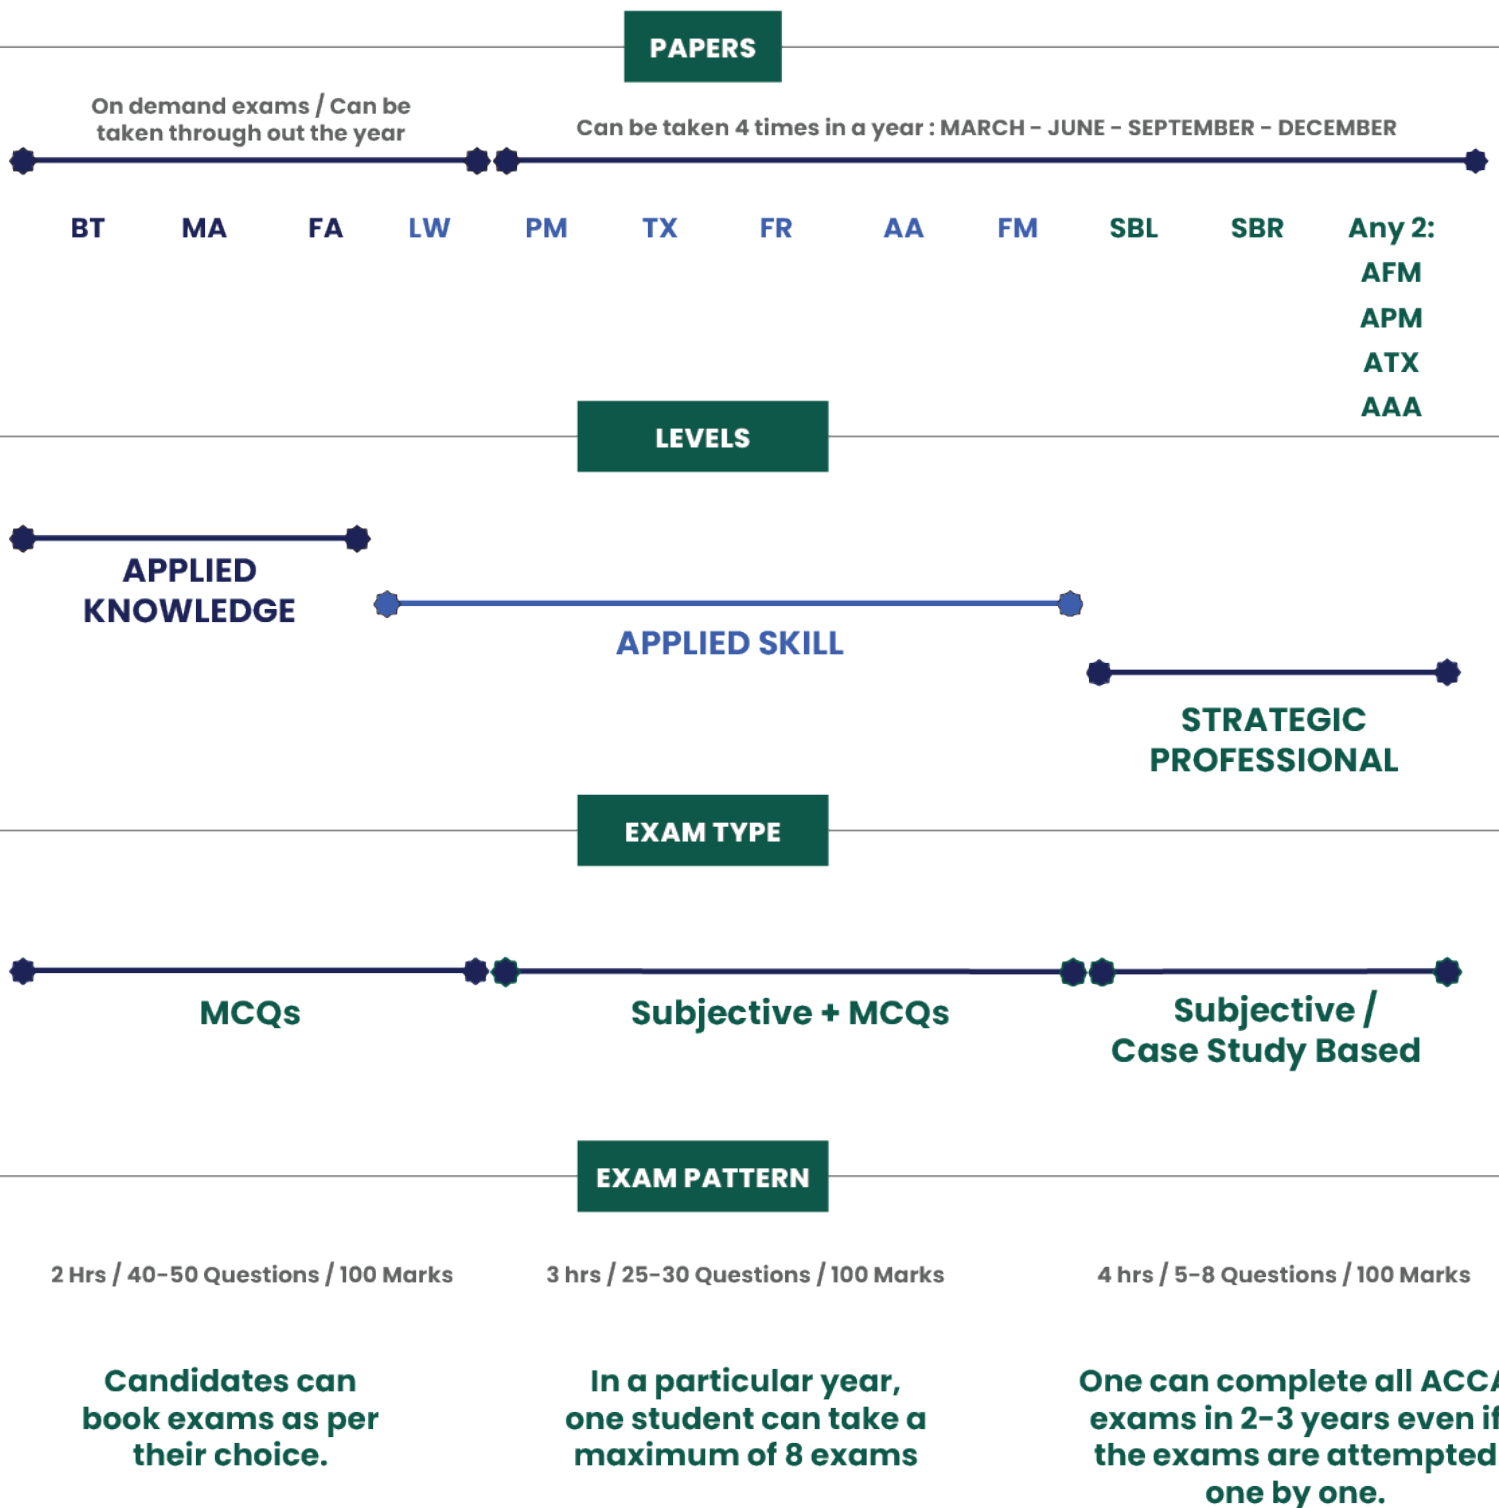 PAPERS
On demand exams / Can be
taken through out the year
Can be taken 4 times in a year : MARCH - JUNE - SEPTEMBER - DECEMBER
BT MA FA LW PM TX FR AA FM SBL SBR Any 2:
AFM
APM
ATX
AAA
LEVELS
APPLIED
KNOWLEDGE
APPLIED SKILL
STRATEGIC
PROFESSIONAL
EXAM TYPE
MCQs
Subjective + MCQs
Subjective /
Case Study Based
EXAM PATTERN
2 Hrs / 40-50 Questions / 100 Marks
3 hrs / 25-30 Questions / 100 Marks
4 hrs / 5-8 Questions / 100 Marks
Candidates can
book exams as per
their choice.
In a particular year,
one student can take a
maximum of 8 exams
One can complete all ACCA
exams in 2-3 years even if
the exams are attempted
one by one.